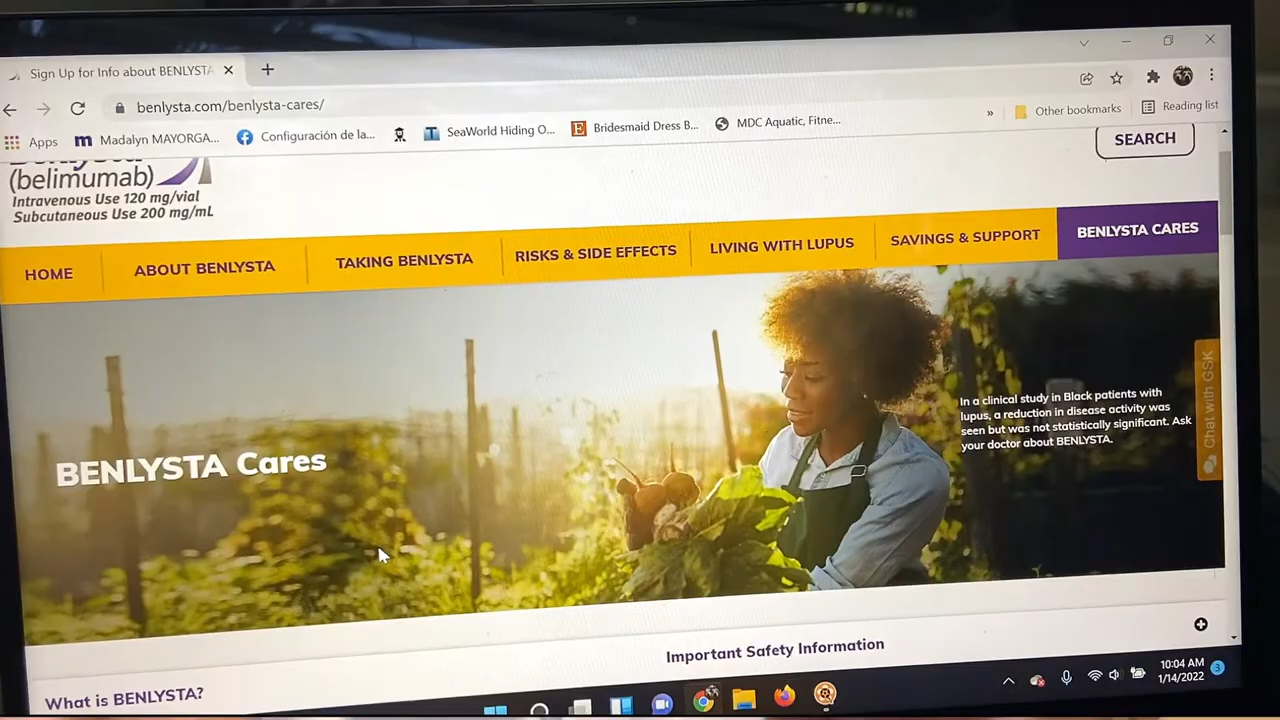 Sign Up for Info about BENLYSTA
benlysta.com/benlysta-cares/
Apps
Madalyn MAYORGA...
Configuración de la...
SeaWorld Hiding O...
Bridesmaid Dress B...
MDC Aquatic, Fitne...
»
Other bookmarks
Reading list
SEARCH
(belimumab)
Intravenous Use 120 mg/vial
Subcutaneous Use 200 mg/mL
HOME
ABOUT BENLYSTA
TAKING BENLYSTA
RISKS & SIDE EFFECTS
LIVING WITH LUPUS
SAVINGS & SUPPORT
BENLYSTA CARES
In a clinical study in Black patients with
lupus, a reduction in disease activity was
seen but was not statistically significant. Ask
your doctor about BENLYSTA.
Chat with GSK
BENLYSTA Cares
Important Safety Information
What is BENLYSTA?
10:04 AM
1/14/2022
3